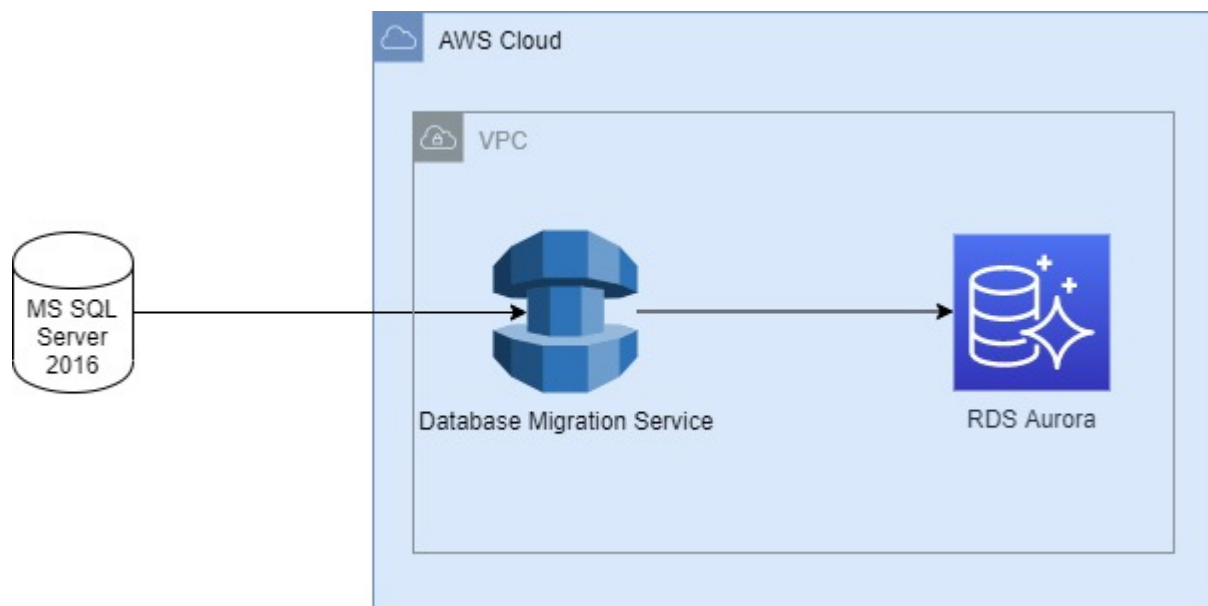 AWS Cloud
VPC
MS SQL
Server
2016
Database Migration Service
RDS Aurora